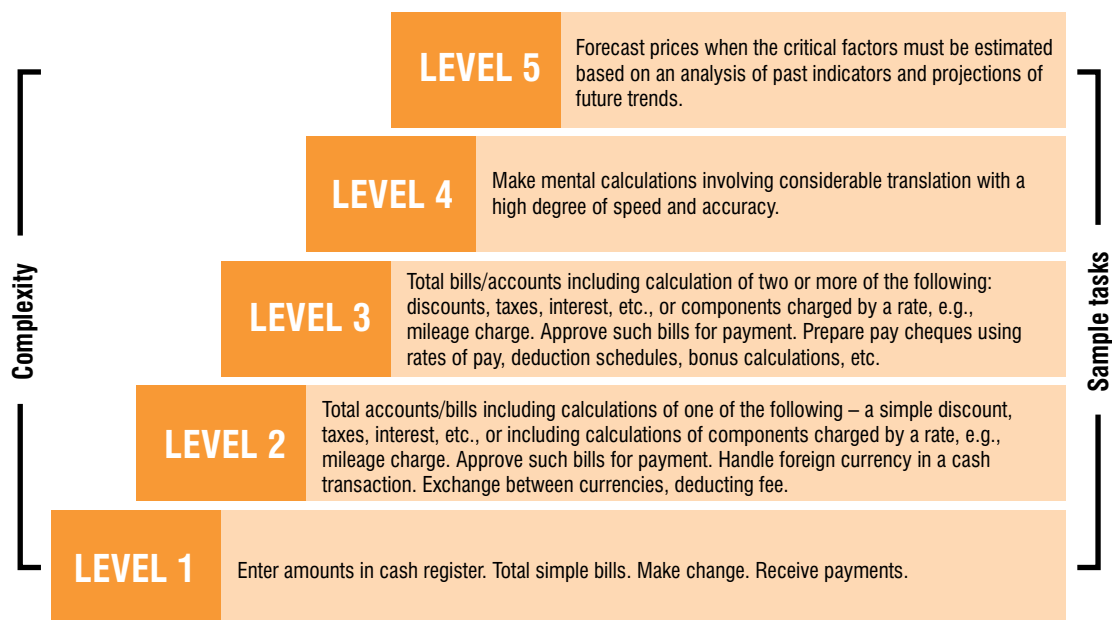 LEVEL 5
Forecast prices when the critical factors must be estimated
based on an analysis of past indicators and projections of
future trends.
LEVEL 4
Make mental calculations involving considerable translation with a
high degree of speed and accuracy.
Complexity
Sample tasks
LEVEL 3
Total bills/accounts including calculation of two or more of the following:
discounts, taxes, interest, etc., or components charged by a rate, e.g.,
mileage charge. Approve such bills for payment. Prepare pay cheques using
rates of pay, deduction schedules, bonus calculations, etc.
LEVEL 2
Total accounts/bills including calculations of one of the following – a simple discount,
taxes, interest, etc., or including calculations of components charged by a rate, e.g.,
mileage charge. Approve such bills for payment. Handle foreign currency in a cash
transaction. Exchange between currencies, deducting fee.
LEVEL 1
Enter amounts in cash register. Total simple bills. Make change. Receive payments.